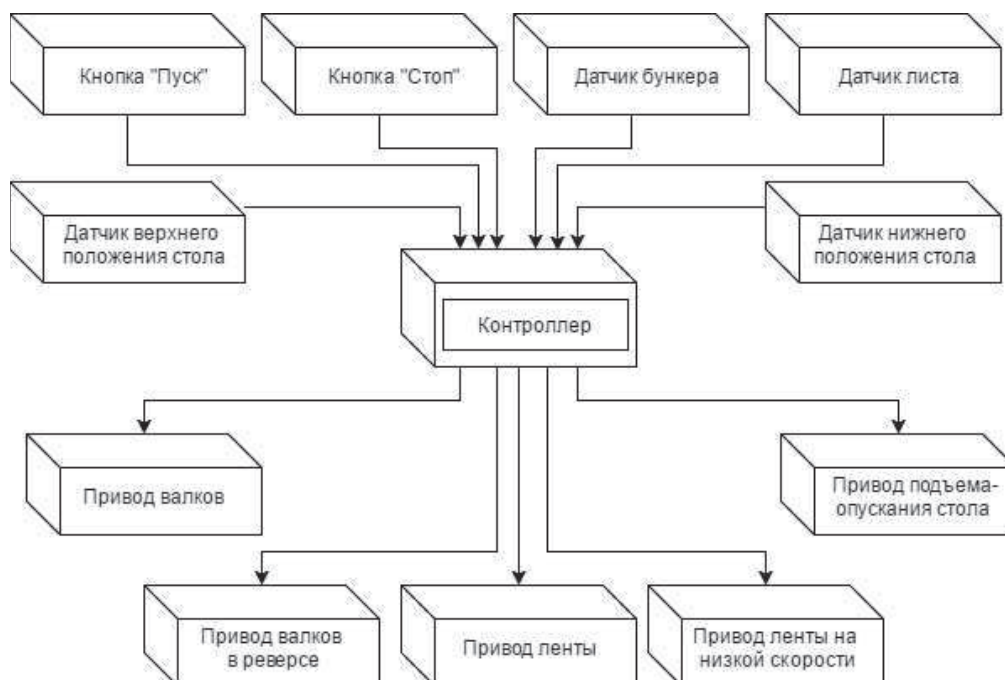 Кнопка "Пуск"
Кнопка "Стоп"
Датчик бункера
Датчик листа
Датчик верхнего
положения стола
Датчик нижнего
положения стола
Контроллер
Привод валков
Привод подъема-
опускания стола
Привод валков
в реверсе
Привод ленты
Привод ленты на
низкой скорости